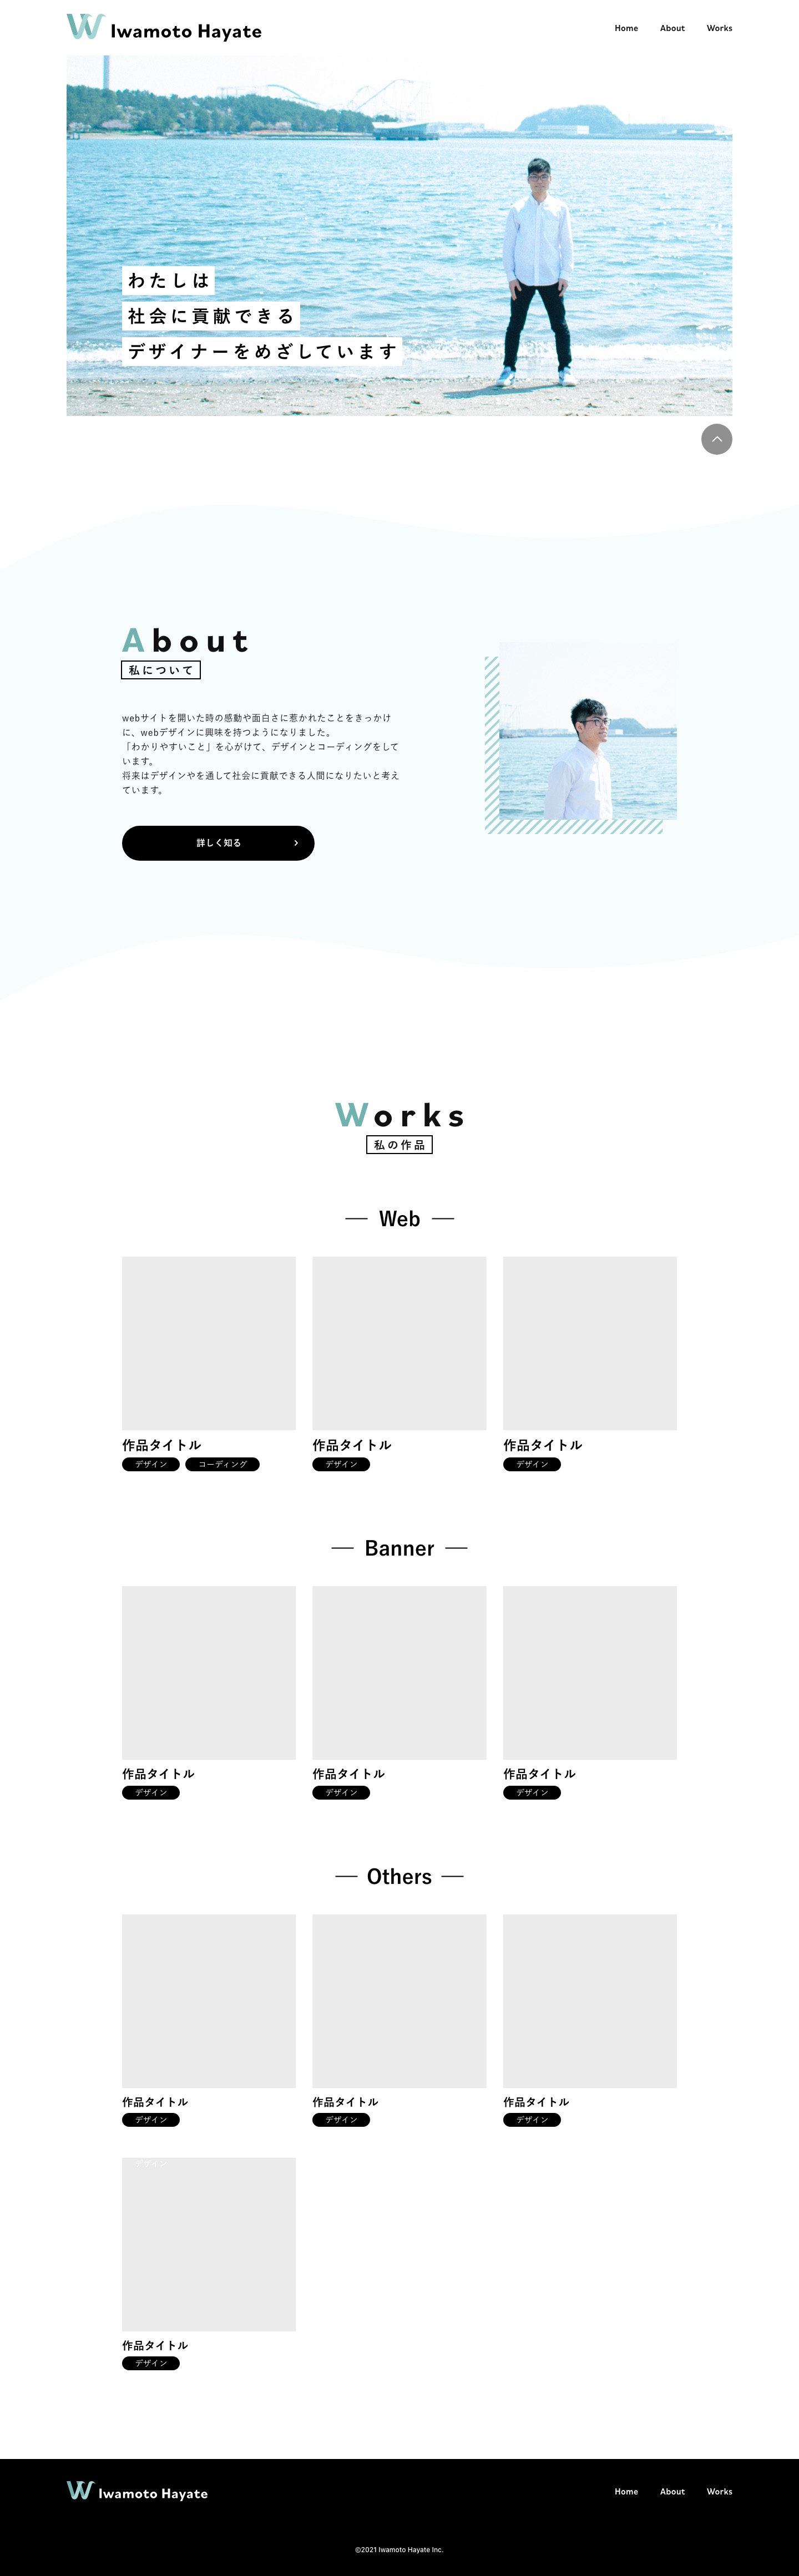 W Iwamoto Hayate
Home About Works
わたしは
社会に貢献できる
デザイナーをめざしています
About
私について
webサイトを開いた時の感動や面白さに惹かれたことをきっかけ
に、webデザインに興味を持つようになりました。
「わかりやすいこと」を心がけて、デザインとコーディングをして
います。
将来はデザインやを通して社会に貢献できる人間になりたいと考え
ています。
詳しく知る
Works
私の作品
Web
作品タイトル 作品タイトル 作品タイトル
デザイン コーディング デザイン デザイン
Banner
作品タイトル 作品タイトル 作品タイトル
デザイン デザイン デザイン
Others
作品タイトル 作品タイトル 作品タイトル
デザイン デザイン デザイン
デザイン
作品タイトル
デザイン
W Iwamoto Hayate
Home About Works
©2021 Iwamoto Hayate Inc.